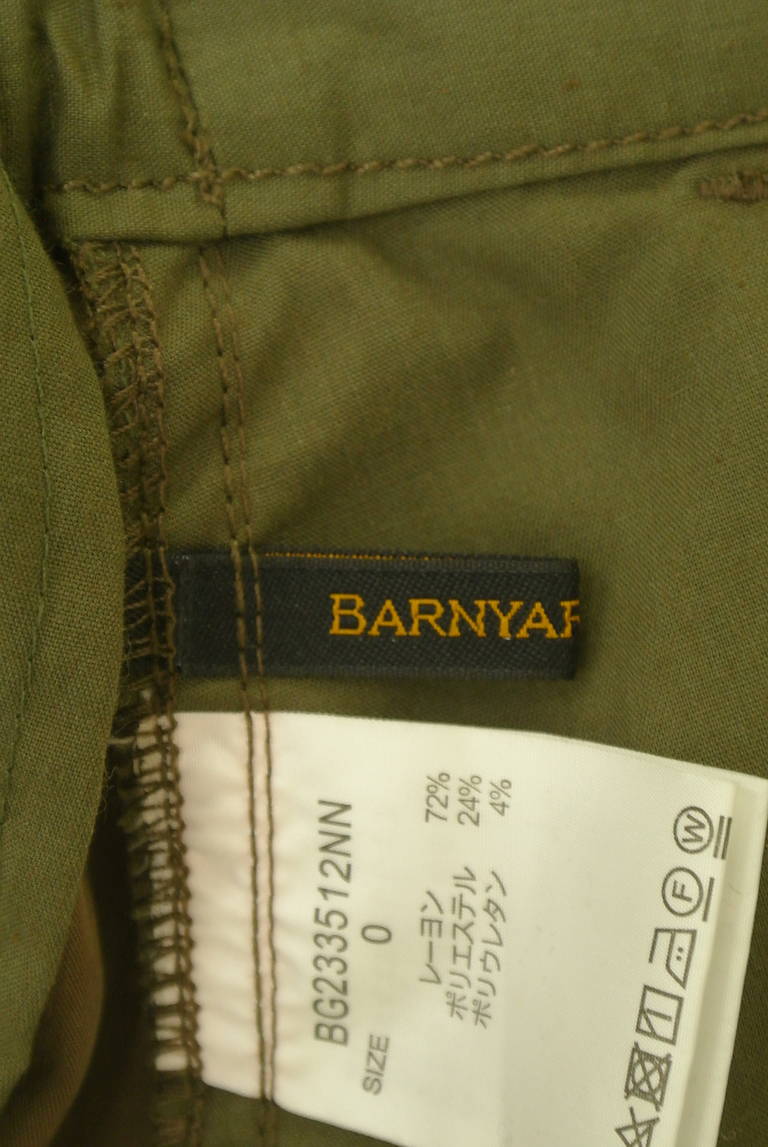 BARNYAR
BG233512NN
SIZE 0
レーヨン 72%
ポリエステル 24%
ポリウレタン 4%
W
F